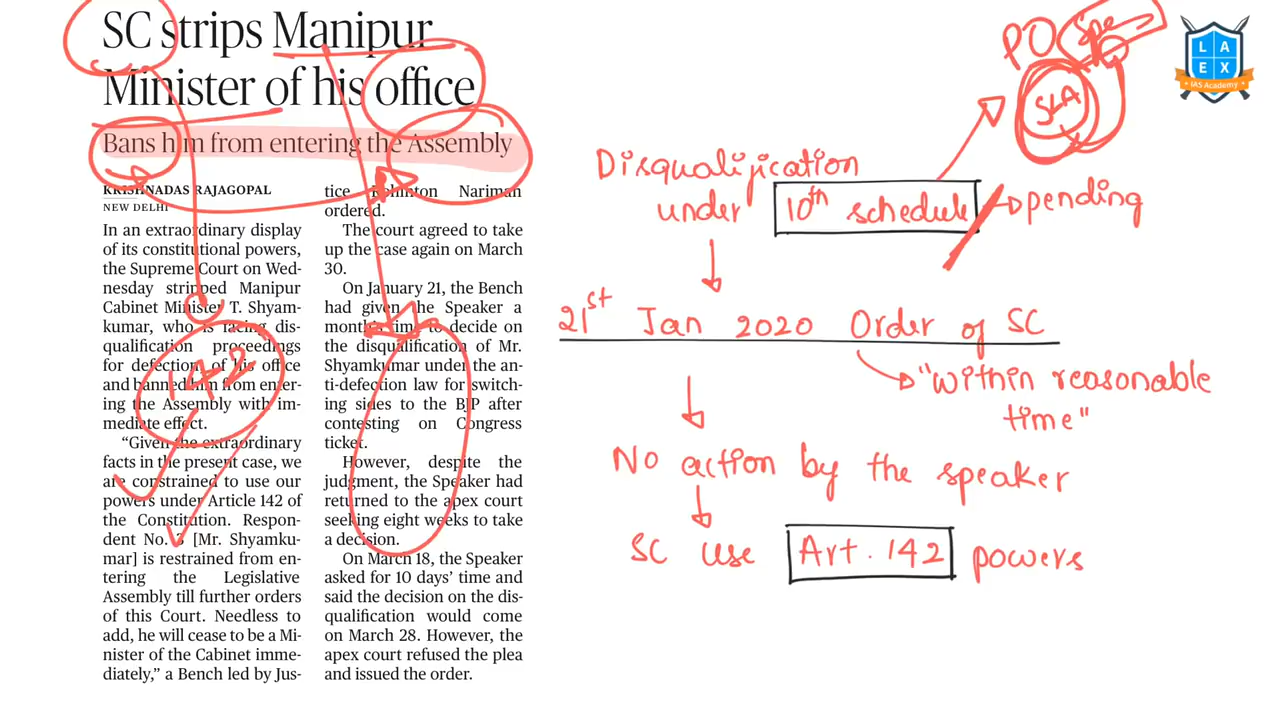 SC strips Manipur
Minister of his office
Bans him from entering the Assembly
KRISHNADAS RAJAGOPAL
NEW DELHI
In an extraordinary display
of its constitutional powers,
the Supreme Court on Wed-
nesday stripped Manipur
Cabinet Minister T. Shyam-
kumar, who is facing dis-
qualification proceedings
for defection, of his office
and banned him from enter-
ing the Assembly with im-
mediate effect.
“Given the extraordinary
facts in the present case, we
are constrained to use our
powers under Article 142 of
the Constitution. Respon-
dent No. 3 [Mr. Shyamku-
mar] is restrained from en-
tering the Legislative
Assembly till further orders
of this Court. Needless to
add, he will cease to be a Mi-
nister of the Cabinet imme-
diately,” a Bench led by Jus-
tice Rohinton Nariman
ordered.
The court agreed to take
up the case again on March
30.
On January 21, the Bench
had given the Speaker a
month's time to decide on
the disqualification of Mr.
Shyamkumar under the an-
ti-defection law for switch-
ing sides to the BJP after
contesting on Congress
ticket.
However, despite the
judgment, the Speaker had
returned to the apex court
seeking eight weeks to take
a decision.
On March 18, the Speaker
asked for 10 days’ time and
said the decision on the dis-
qualification would come
on March 28. However, the
apex court refused the plea
and issued the order.
142
PO Spe
SLA
LA
EX
IAS Academy
Disqualification
under 10th schedule → pending
21st Jan 2020 Order of SC
"within reasonable
time"
No action by the speaker
SC use Art. 142 powers